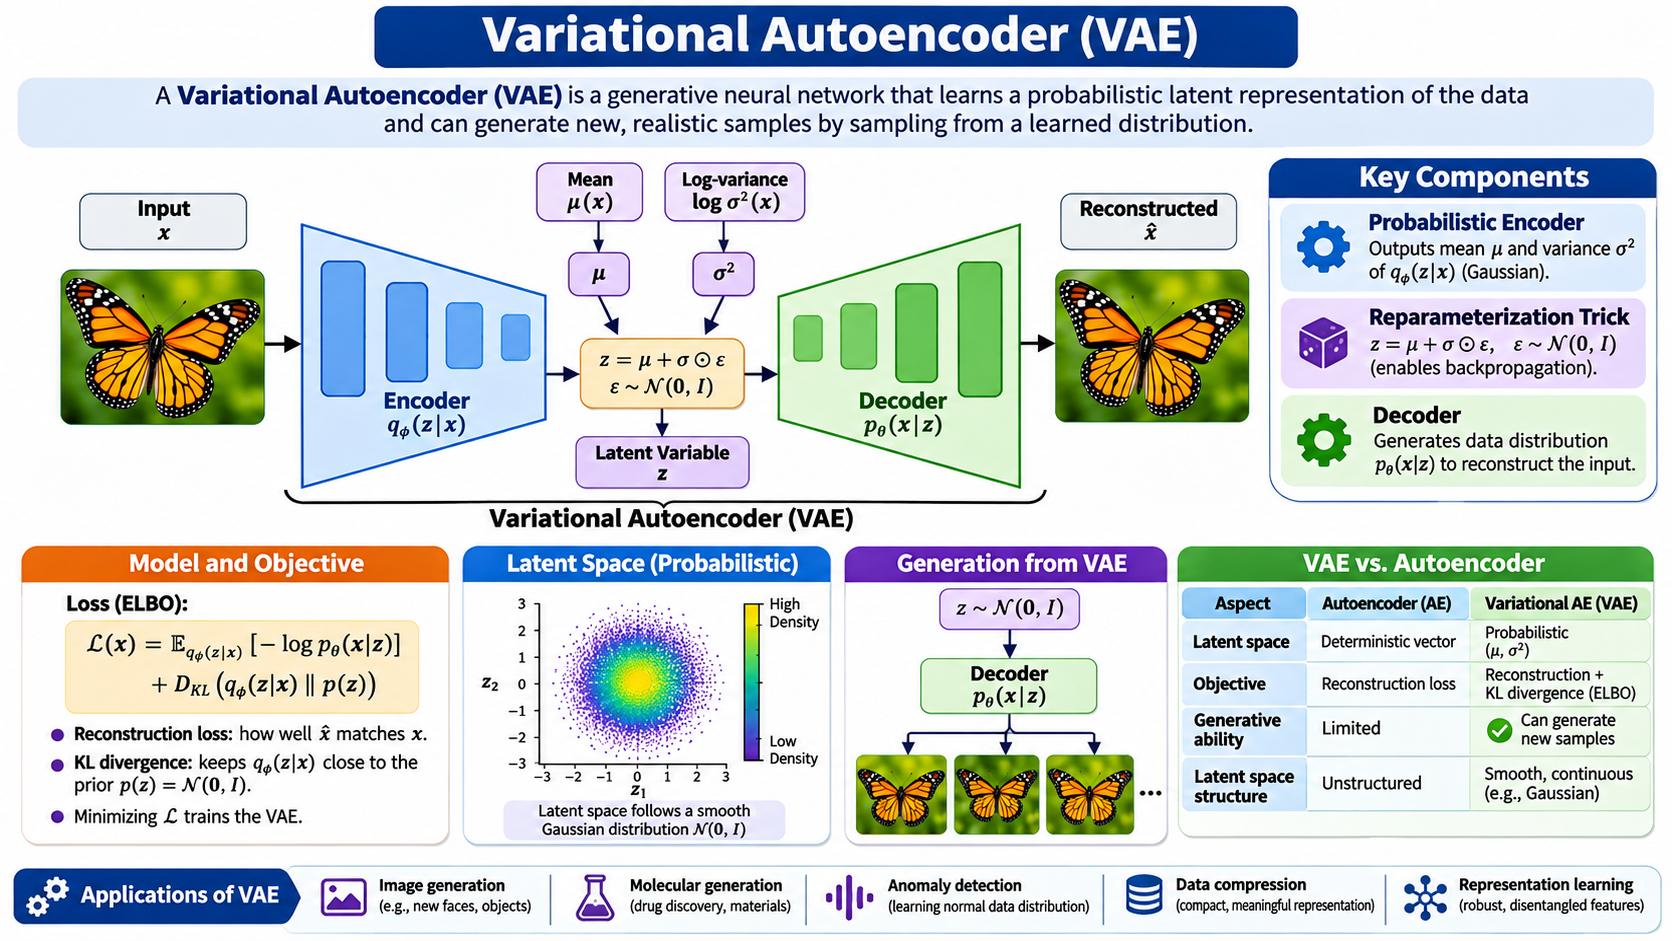 Variational Autoencoder (VAE)
A Variational Autoencoder (VAE) is a generative neural network that learns a probabilistic latent representation of the data
and can generate new, realistic samples by sampling from a learned distribution.
Input
x
Mean
μ(x)
Log-variance
log σ²(x)
μ
σ²
z = μ + σ ⊙ ε
ε ~ 𝒩(0, I)
Latent Variable
z
Encoder
q_ϕ(z|x)
Decoder
p_θ(x|z)
Reconstructed
x̂
Variational Autoencoder (VAE)
Key Components
Probabilistic Encoder
Outputs mean μ and variance σ²
of q_ϕ(z|x) (Gaussian).
Reparameterization Trick
z = μ + σ ⊙ ε, ε ~ 𝒩(0, I)
(enables backpropagation).
Decoder
Generates data distribution
p_θ(x|z) to reconstruct the input.
Model and Objective
Loss (ELBO):
ℒ(x) = 𝔼_{q_ϕ(z|x)} [− log p_θ(x|z)]
+ D_{KL} (q_ϕ(z|x) ∥ p(z))
Reconstruction loss: how well x̂ matches x.
KL divergence: keeps q_ϕ(z|x) close to the
prior p(z) = 𝒩(0, I).
Minimizing ℒ trains the VAE.
Latent Space (Probabilistic)
3
2
1
0
−1
−2
−3
z₂
−3 −2 −1 0 1 2 3
z₁
High
Density
Low
Density
Latent space follows a smooth
Gaussian distribution 𝒩(0, I)
Generation from VAE
z ~ 𝒩(0, I)
Decoder
p_θ(x|z)
...
VAE vs. Autoencoder
Aspect Autoencoder (AE) Variational AE (VAE)
Latent space Deterministic vector Probabilistic
(μ, σ²)
Objective Reconstruction loss Reconstruction +
KL divergence (ELBO)
Generative
ability
Limited
Can generate
new samples
Latent space
structure
Unstructured
Smooth, continuous
(e.g., Gaussian)
Applications of VAE
Image generation
(e.g., new faces, objects)
Molecular generation
(drug discovery, materials)
Anomaly detection
(learning normal data distribution)
Data compression
(compact, meaningful representation)
Representation learning
(robust, disentangled features)